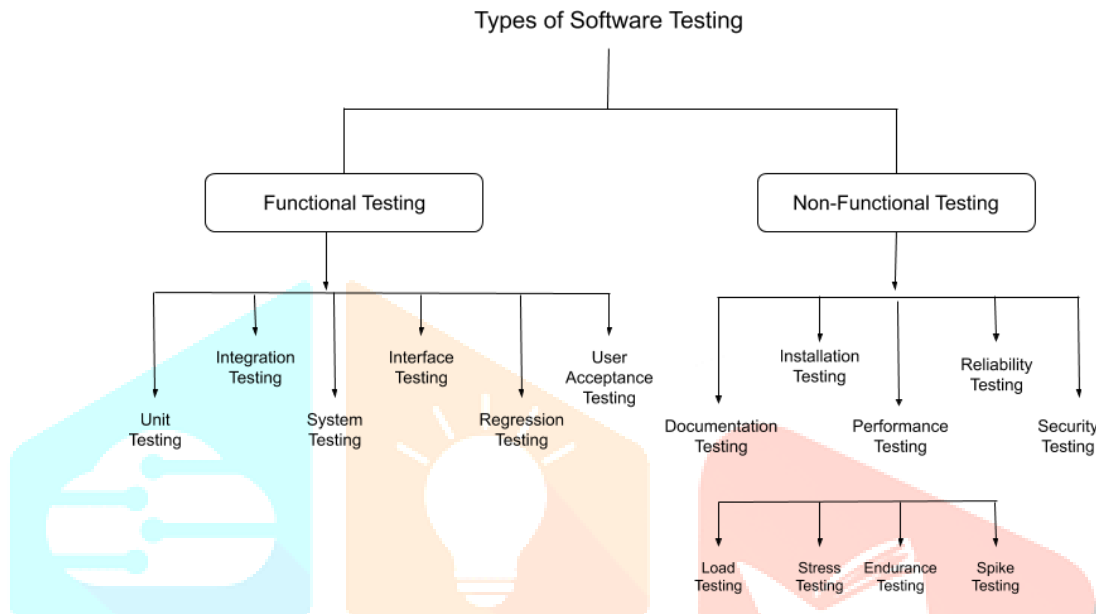 Types of Software Testing
Functional Testing
Non-Functional Testing
Unit
Testing
Integration
Testing
System
Testing
Interface
Testing
Regression
Testing
User
Acceptance
Testing
Documentation
Testing
Installation
Testing
Performance
Testing
Reliability
Testing
Security
Testing
Load
Testing
Stress
Testing
Endurance
Testing
Spike
Testing